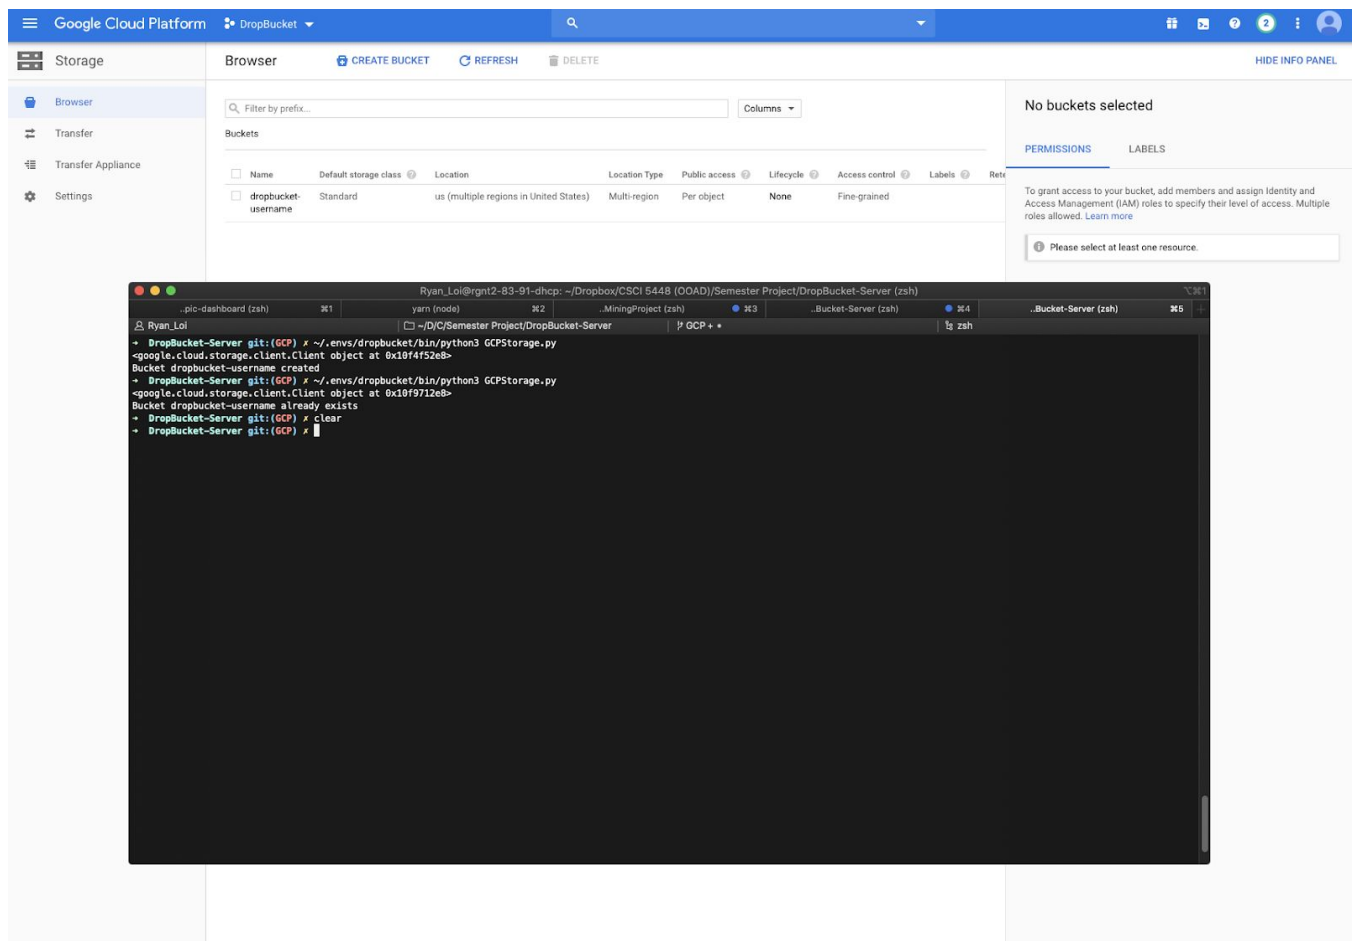 Google Cloud Platform DropBucket 2
Storage
Browser CREATE BUCKET REFRESH DELETE HIDE INFO PANEL
Browser
Transfer
Transfer Appliance
Settings
Filter by prefix... Columns
Buckets
Name Default storage class Location Location Type Public access Lifecycle Access control Labels Rete
dropbucket-username Standard us (multiple regions in United States) Multi-region Per object None Fine-grained
No buckets selected
PERMISSIONS LABELS
To grant access to your bucket, add members and assign Identity and
Access Management (IAM) roles to specify their level of access. Multiple
roles allowed. Learn more
Please select at least one resource.
Ryan_Loi@rgnt2-83-91-dhcp: ~/Dropbox/CSCI 5448 (OOAD)/Semester Project/DropBucket-Server (zsh) ⌥⌘1
..pic-dashboard (zsh) ⌘1 yarn (node) ⌘2 ..MiningProject (zsh) ⌘3 ..Bucket-Server (zsh) ⌘4 ..Bucket-Server (zsh) ⌘5
Ryan_Loi ~/D/C/Semester Project/DropBucket-Server GCP + • zsh
→ DropBucket-Server git:(GCP) ✗ ~/.envs/dropbucket/bin/python3 GCPStorage.py
<google.cloud.storage.client.Client object at 0x10f4f52e8>
Bucket dropbucket-username created
→ DropBucket-Server git:(GCP) ✗ ~/.envs/dropbucket/bin/python3 GCPStorage.py
<google.cloud.storage.client.Client object at 0x10f9712e8>
Bucket dropbucket-username already exists
→ DropBucket-Server git:(GCP) ✗ clear
→ DropBucket-Server git:(GCP) ✗